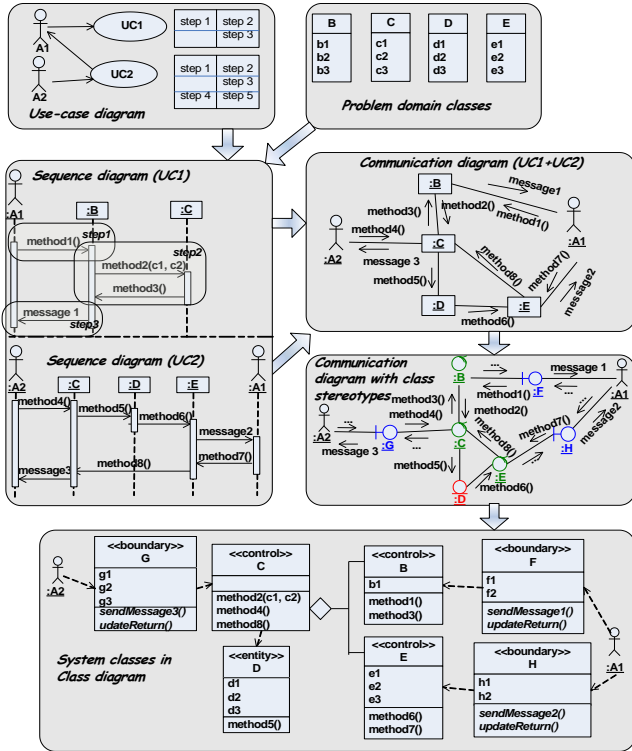 UC1
A1
UC2
A2
step 1
step 2
step 3
step 1
step 2
step 3
step 4
step 5
Use-case diagram
B
b1
b2
b3
C
c1
c2
c3
D
d1
d2
d3
E
e1
e2
e3
Problem domain classes
Sequence diagram (UC1)
:A1
:B
:C
step1
method1()
step2
method2(c1, c2)
method3()
message 1
step3
Sequence diagram (UC2)
:A2
:C
:D
:E
:A1
method4()
method5()
method6()
message2
method7()
method8()
message3
Communication diagram (UC1+UC2)
:B
message1
method3()
method2()
method1()
:A1
method4()
:A2
message 3
:C
method8()
method7()
message2
method5()
:D
:E
method6()
Communication
diagram with class
stereotypes
:B
...
message 1
method1()
:F
...
:A1
method3()
method2()
method4()
...
:A2
message 3
:G
...
:C
method8()
method7()
...
message2
:H
...
method5()
:E
:D
method6()
<<boundary>>
G
g1
g2
g3
sendMessage3()
udateReturn()
:A2
<<control>>
C
method2(c1, c2)
method4()
method8()
<<entity>>
D
d1
d2
d3
method5()
<<control>>
B
b1
method1()
method3()
<<control>>
E
e1
e2
e3
method6()
method7()
<<boundary>>
F
f1
f2
sendMessage1()
updateReturn()
:A1
<<boundary>>
H
h1
h2
sendMessage2()
updateReturn()
System classes in
Class diagram